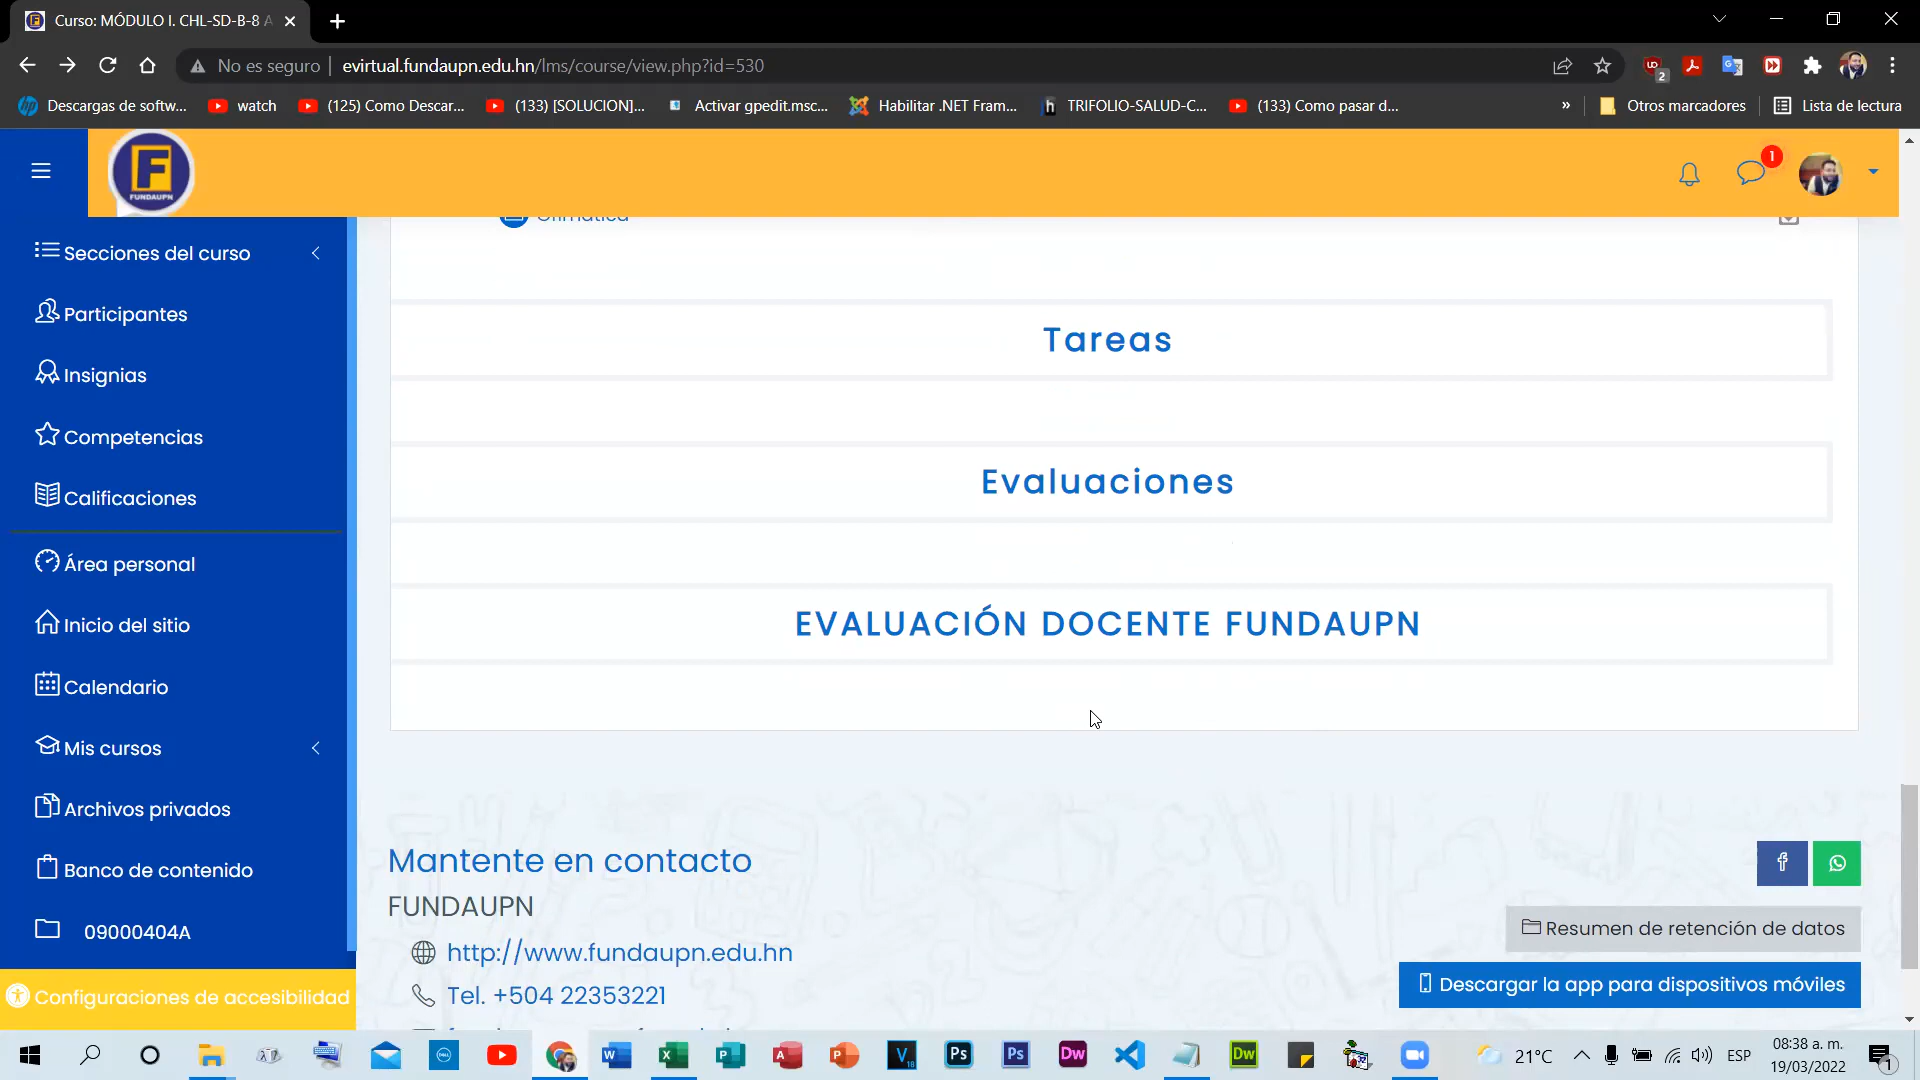 Curso: MÓDULO I. CHL-SD-B-8 A
No es seguro
evirtual.fundaupn.edu.hn/lms/course/view.php?id=530
2
Descargas de softw...
watch
(125) Como Descar...
(133) [SOLUCION]...
Activar gpedit.msc...
Habilitar .NET Fram...
TRIFOLIO-SALUD-C...
(133) Como pasar d...
»
Otros marcadores
Lista de lectura
F
FUNDAUPN
1
Climática
Secciones del curso
Participantes
Insignias
Competencias
Calificaciones
Área personal
Inicio del sitio
Calendario
Mis cursos
Archivos privados
Banco de contenido
09000404A
Configuraciones de accesibilidad
Tareas
Evaluaciones
EVALUACIÓN DOCENTE FUNDAUPN
Mantente en contacto
FUNDAUPN
http://www.fundaupn.edu.hn
Tel. +504 22353221
Resumen de retención de datos
Descargar la app para dispositivos móviles
21°C
ESP
08:38 a. m.
19/03/2022
1